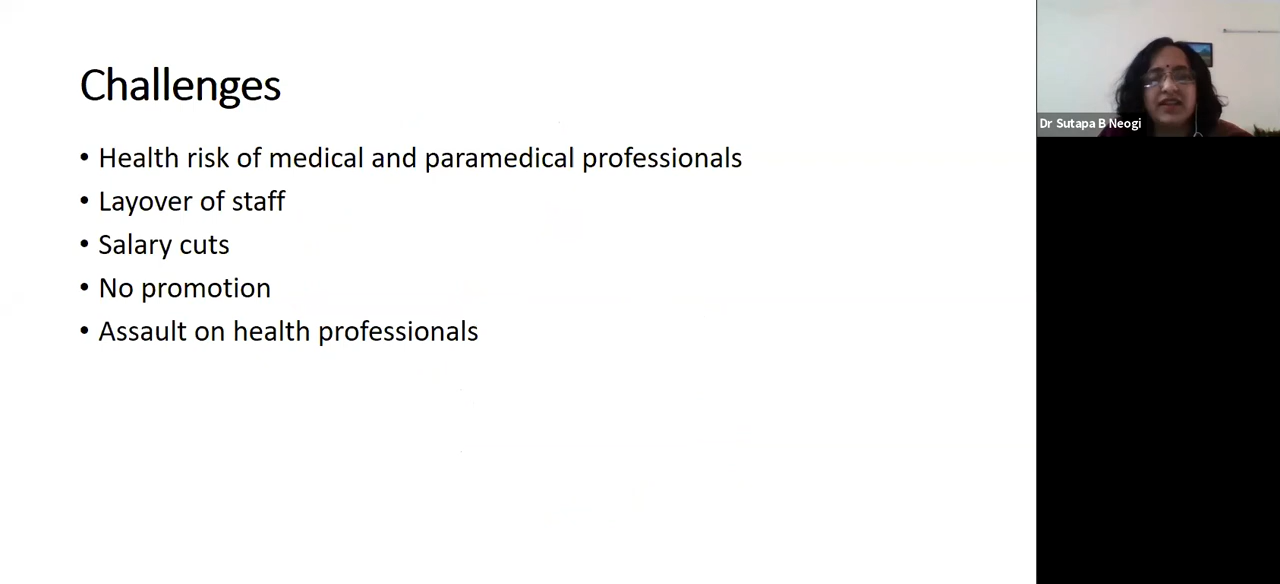 Challenges
• Health risk of medical and paramedical professionals
• Layover of staff
• Salary cuts
• No promotion
• Assault on health professionals
Dr Sutapa B Neogi